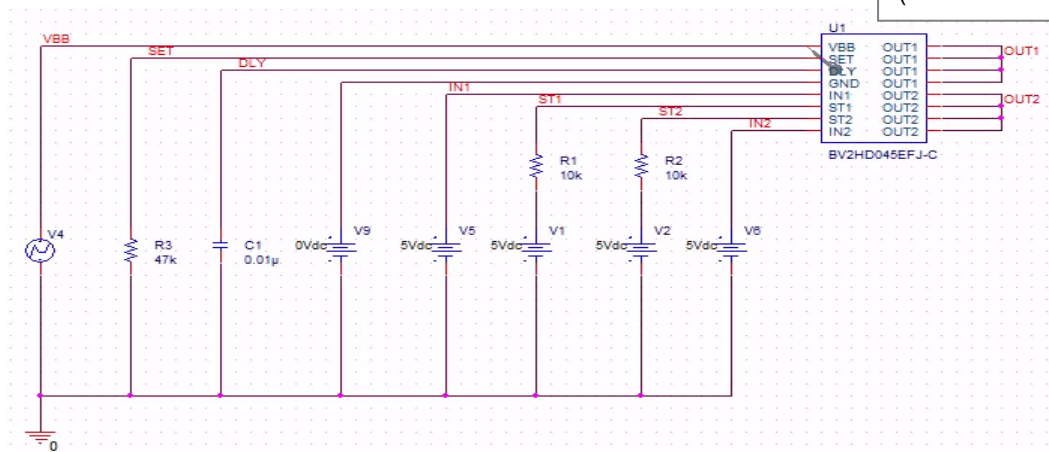 (
U1
VBB
VBB OUT1
OUT1
SET
SET OUT1
DLY
DLY OUT1
GND OUT1
IN1
IN1 OUT2
OUT2
ST1
ST1 OUT2
ST2
ST2 OUT2
IN2
IN2 OUT2
BV2HD045EFJ-C
R1
10k
R2
10k
V4
R3
47k
C1
0.01µ
V9
0Vdc
V5
5Vdc
V1
5Vdc
V2
5Vdc
V6
5Vdc
0